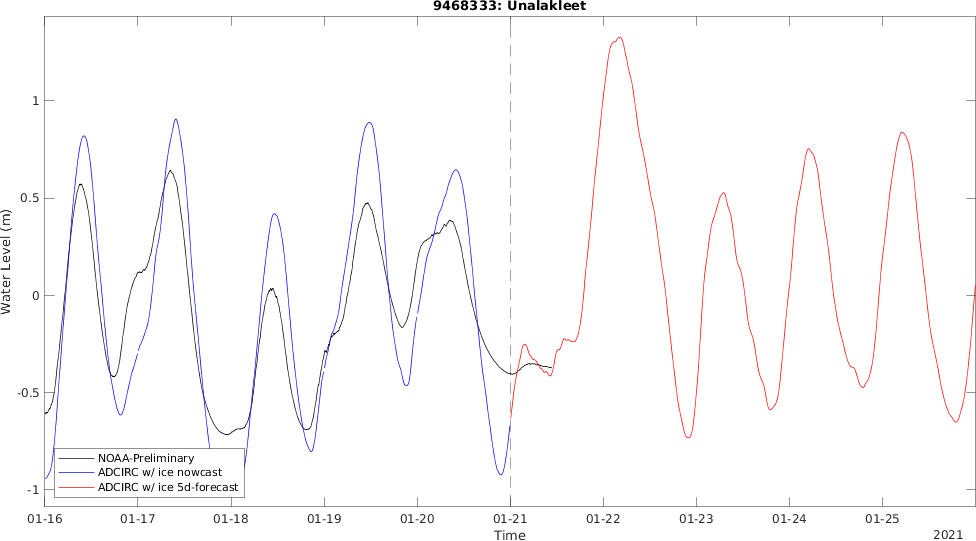 9468333: Unalakleet
Water Level (m)
1
0.5
0
-0.5
-1
NOAA-Preliminary
ADCIRC w/ ice nowcast
ADCIRC w/ ice 5d-forecast
01-16 01-17 01-18 01-19 01-20 01-21 01-22 01-23 01-24 01-25
Time
2021